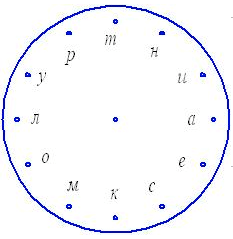 т
р н
у и
л а
о е
м с
к